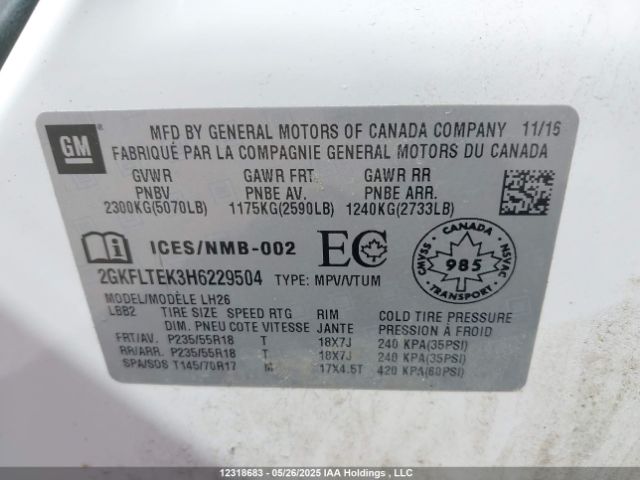 GM
MFD BY GENERAL MOTORS OF CANADA COMPANY 11/16
FABRIQUÉ PAR LA COMPAGNIE GENERAL MOTORS DU CANADA
GVWR GAWR FRT GAWR RR
PNBV PNBE AV. PNBE ARR.
2300KG(5070LB) 1175KG(2590LB) 1240KG(2733LB)
ICES/NMB-002 EC
CANADA
CMVSS 985 NSVAC
TRANSPORT
2GKFLTEK3H6229504 TYPE: MPV/VTUM
MODEL/MODÈLE LH26
LBB2 TIRE SIZE SPEED RTG RIM COLD TIRE PRESSURE
DIM. PNEU COTE VITESSE JANTE PRESSION À FROID
FRT/AV. P235/55R18 T 18X7J 240 KPA(35PSI)
RR/ARR. P235/55R18 T 18X7J 240 KPA(35PSI)
SPA/SDS T145/70R17 M 17X4.5T 420 KPA(60PSI)
12318683 - 05/26/2025 IAA Holdings , LLC